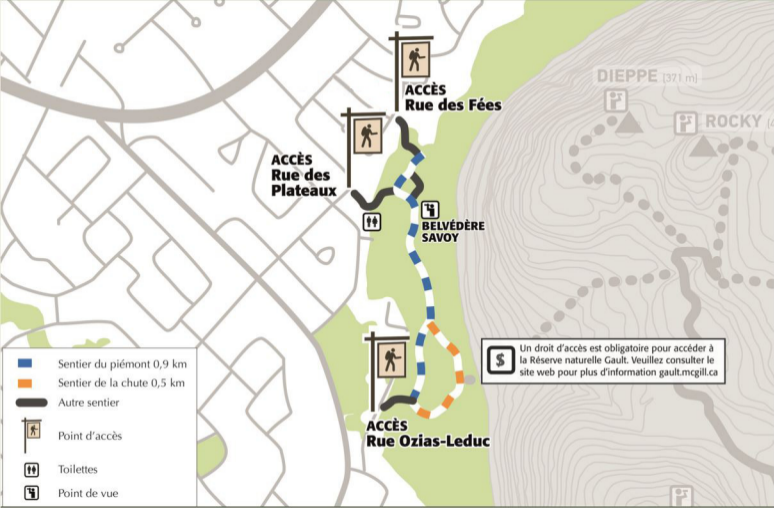 DIEPPE (371 m)
ROCKY
ACCÈS
Rue des Fées
ACCÈS
Rue des
Plateaux
BELVÉDÈRE
SAVOY
$
Un droit d'accès est obligatoire pour accéder à
la Réserve naturelle Gault. Veuillez consulter le
site web pour plus d'information gault.mcgill.ca
ACCÈS
Rue Ozias-Leduc
Sentier du piémont 0,9 km
Sentier de la chute 0,5 km
Autre sentier
Point d'accès
Toilettes
Point de vue